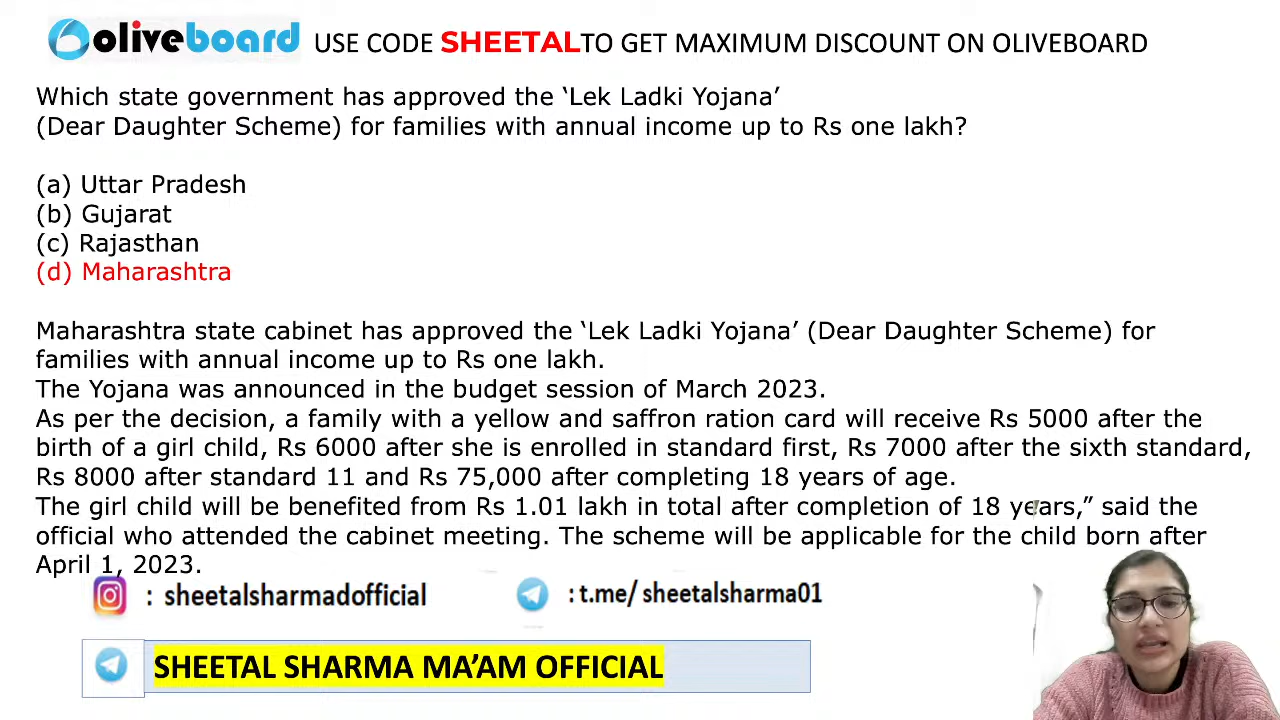 oliveboard USE CODE SHEETAL TO GET MAXIMUM DISCOUNT ON OLIVEBOARD
Which state government has approved the ‘Lek Ladki Yojana’
(Dear Daughter Scheme) for families with annual income up to Rs one lakh?
(a) Uttar Pradesh
(b) Gujarat
(c) Rajasthan
(d) Maharashtra
Maharashtra state cabinet has approved the ‘Lek Ladki Yojana’ (Dear Daughter Scheme) for
families with annual income up to Rs one lakh.
The Yojana was announced in the budget session of March 2023.
As per the decision, a family with a yellow and saffron ration card will receive Rs 5000 after the
birth of a girl child, Rs 6000 after she is enrolled in standard first, Rs 7000 after the sixth standard,
Rs 8000 after standard 11 and Rs 75,000 after completing 18 years of age.
The girl child will be benefited from Rs 1.01 lakh in total after completion of 18 years,” said the
official who attended the cabinet meeting. The scheme will be applicable for the child born after
April 1, 2023.
: sheetalsharmadofficial : t.me/ sheetalsharma01
SHEETAL SHARMA MA’AM OFFICIAL